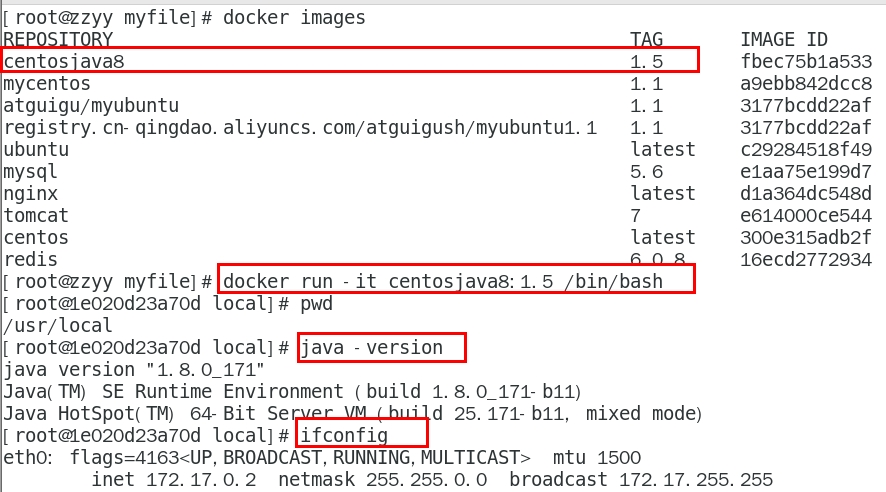 [root@zzyy myfile]# docker images
REPOSITORY TAG IMAGE ID
centosjava8 1.5 fbec75b1a533
mycentos 1.1 a9ebb842dcc8
atguigu/myubuntu 1.1 3177bcdd22af
registry.cn-qingdao.aliyuncs.com/atguigush/myubuntu1.1 1.1 3177bcdd22af
ubuntu latest c29284518f49
mysql 5.6 e1aa75e199d7
nginx latest d1a364dc548d
tomcat 7 e614000ce544
centos latest 300e315adb2f
redis 6.0.8 16ecd2772934
[root@zzyy myfile]# docker run -it centosjava8:1.5 /bin/bash
[root@1e020d23a70d local]# pwd
/usr/local
[root@1e020d23a70d local]# java -version
java version "1.8.0_171"
Java(TM) SE Runtime Environment (build 1.8.0_171-b11)
Java HotSpot(TM) 64-Bit Server VM (build 25.171-b11, mixed mode)
[root@1e020d23a70d local]# ifconfig
eth0: flags=4163<UP,BROADCAST,RUNNING,MULTICAST> mtu 1500
inet 172.17.0.2 netmask 255.255.0.0 broadcast 172.17.255.255